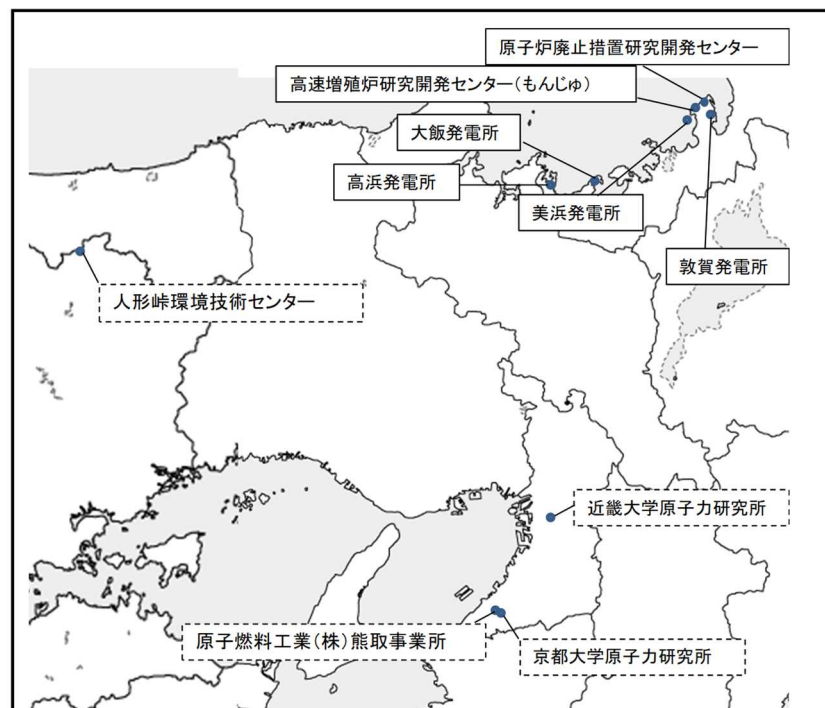 原子炉廃止措置研究開発センター
高速増殖炉研究開発センター(もんじゅ)
大飯発電所
高浜発電所
美浜発電所
敦賀発電所
人形峠環境技術センター
近畿大学原子力研究所
原子燃料工業(株)熊取事業所
京都大学原子力研究所